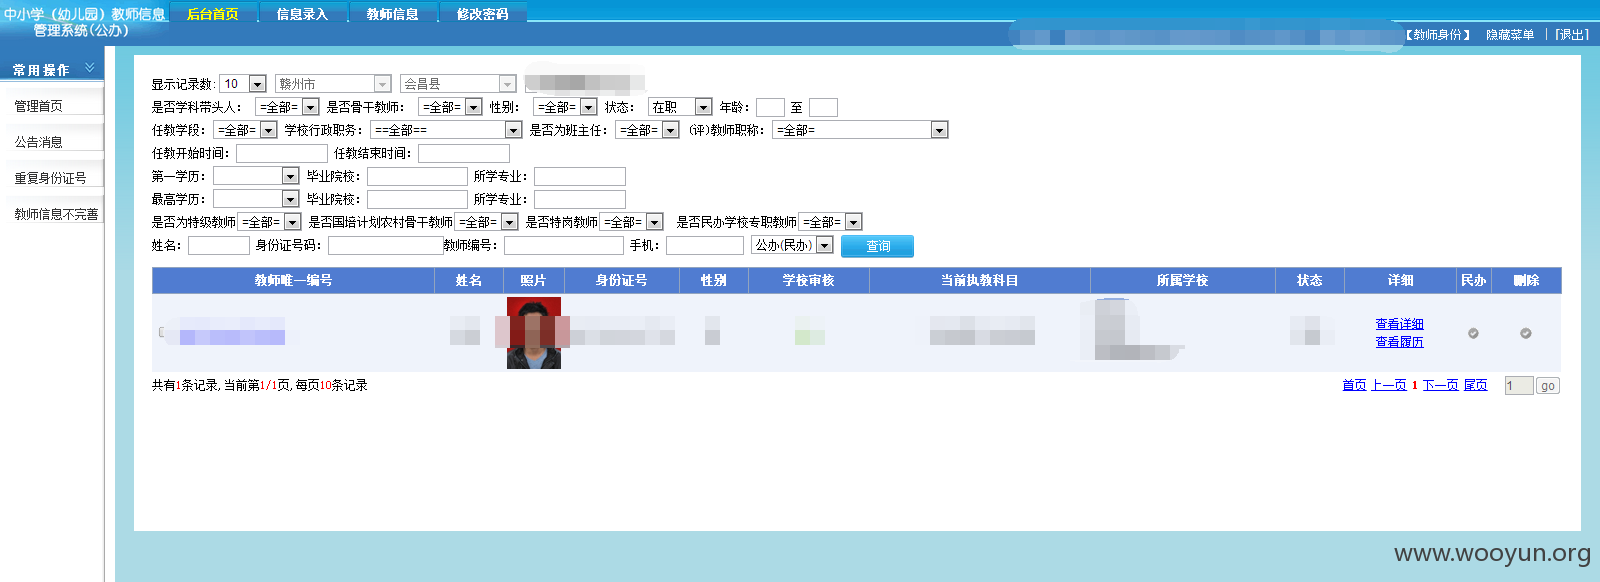 中小学（幼儿园）教师信息
管理系统(公办)
后台首页 信息录入 教师信息 修改密码
【教师身份】 隐藏菜单 | [退出]
常用操作
管理首页
公告消息
重复身份证号
教师信息不完善
显示记录数: 10 赣州市 会昌县
是否学科带头人: =全部= 是否骨干教师: =全部= 性别: =全部= 状态: 在职 年龄: 至
任教学段: =全部= 学校行政职务: ==全部== 是否为班主任: =全部= (评)教师职称: =全部=
任教开始时间: 任教结束时间:
第一学历: 毕业院校: 所学专业:
最高学历: 毕业院校: 所学专业:
是否为特级教师 =全部= 是否国培计划农村骨干教师 =全部= 是否特岗教师 =全部= 是否民办学校专职教师 =全部=
姓名: 身份证号码: 教师编号: 手机: 公办(民办) 查询
教师唯一编号 姓名 照片 身份证号 性别 学校审核 当前执教科目 所属学校 状态 详细 民办 删除
查看详细
查看履历
共有1条记录, 当前第1/1页, 每页10条记录 首页 上一页 1 下一页 尾页 1 go
www.wooyun.org